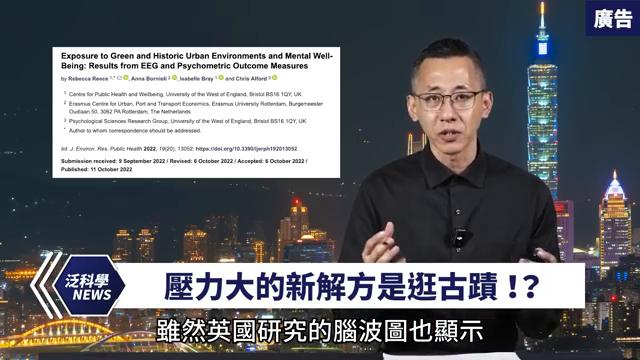 廣告
Exposure to Green and Historic Urban Environments and Mental Well-
Being: Results from EEG and Psychometric Outcome Measures
by Rebecca Reece 1,* , Anna Bornioli 2 , Isabelle Bray 1 and Chris Alford 3
1 Centre for Public Health and Wellbeing, University of the West of England, Bristol BS16 1QY, UK
2 Erasmus Centre for Urban, Port and Transport Economics, Erasmus University Rotterdam, Burgemeester
Oudlaan 50, 3062 PA Rotterdam, The Netherlands
3 Psychological Sciences Research Group, University of the West of England, Bristol BS16 1QY, UK
* Author to whom correspondence should be addressed.
Int. J. Environ. Res. Public Health 2022, 19(20), 13052; https://doi.org/10.3390/ijerph192013052
Submission received: 9 September 2022 / Revised: 6 October 2022 / Accepted: 6 October 2022 /
Published: 11 October 2022
泛科學
NEWS
壓力大的新解方是逛古蹟!?
雖然英國研究的腦波圖也顯示